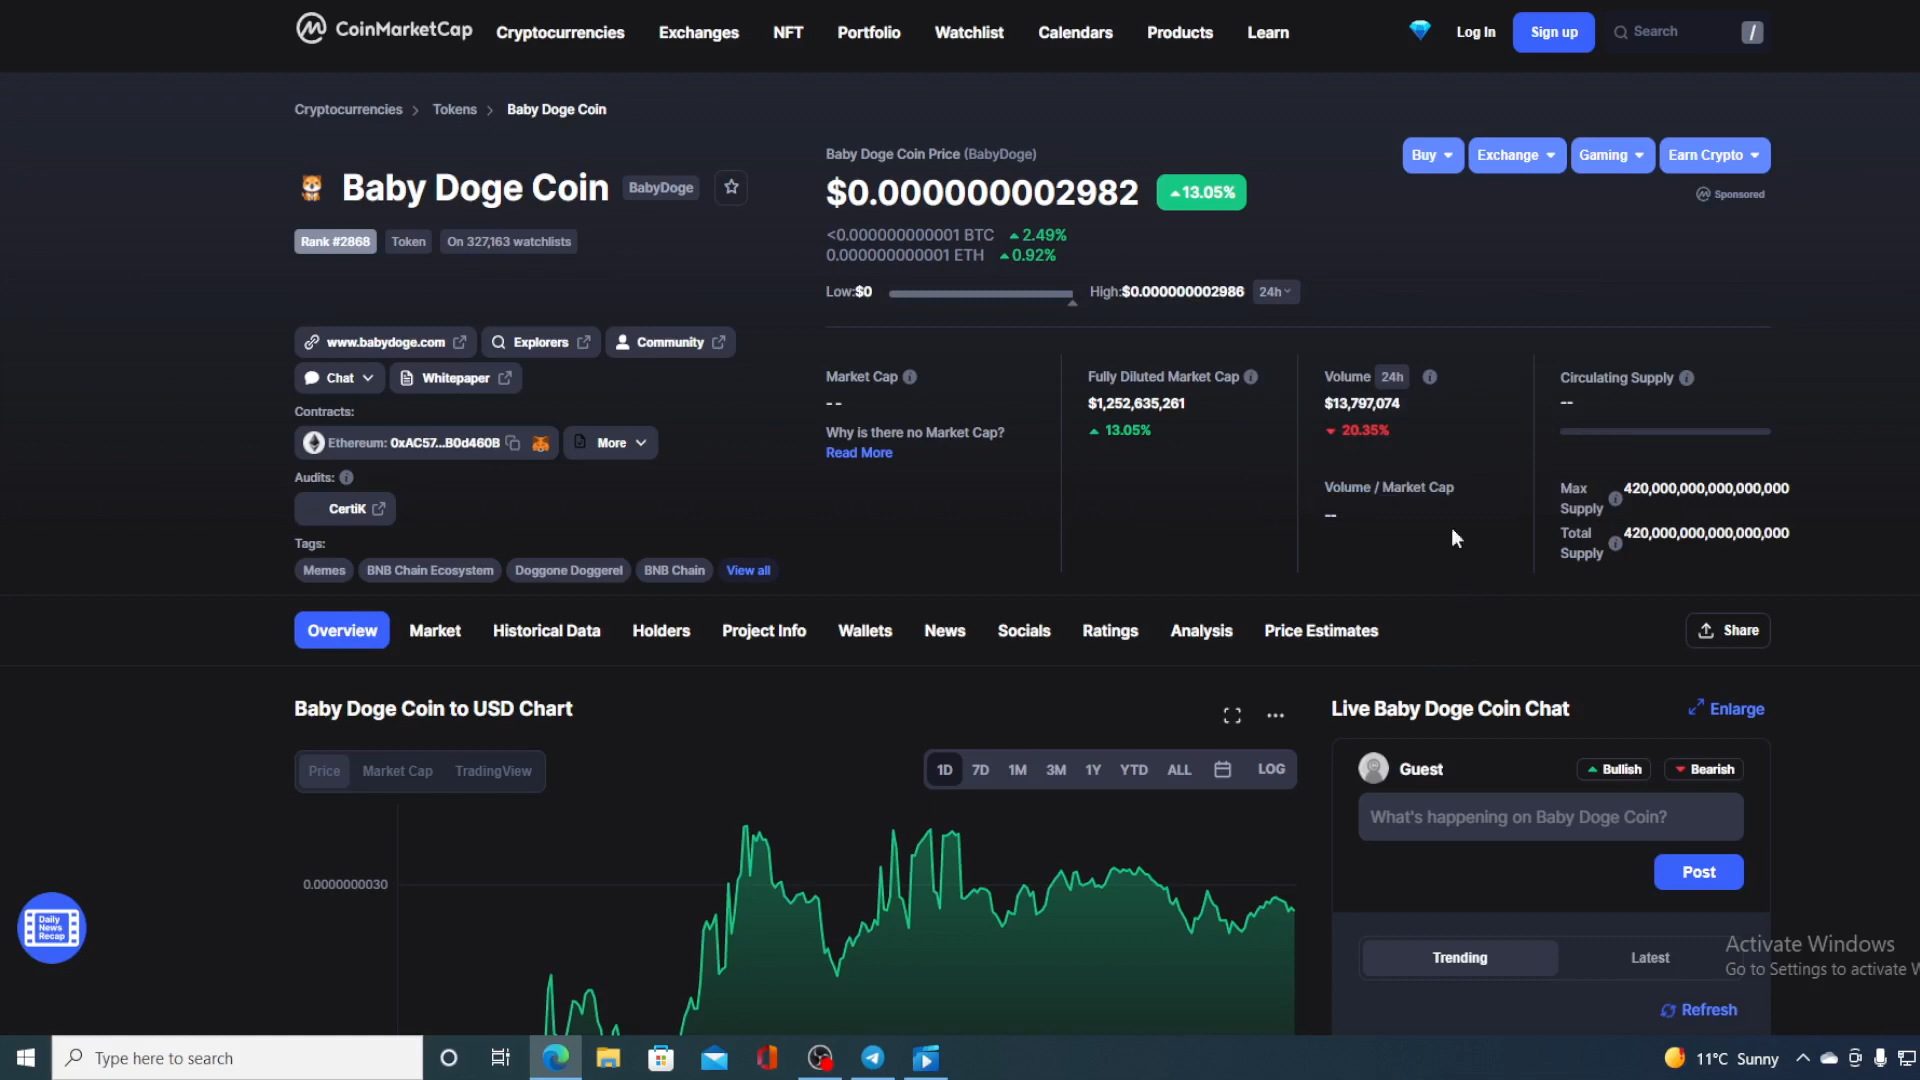 CoinMarketCap Cryptocurrencies Exchanges NFT Portfolio Watchlist Calendars Products Learn Log In Sign up Search /
Cryptocurrencies > Tokens > Baby Doge Coin
Baby Doge Coin BabyDoge
Rank #2868 Token On 327,163 watchlists
www.babydoge.com Explorers Community
Chat Whitepaper
Contracts:
Ethereum: 0xAC57...B0d460B More
Audits:
CertiK
Tags:
Memes BNB Chain Ecosystem Doggone Doggerel BNB Chain View all
Baby Doge Coin Price (BabyDoge)
$0.000000002982 13.05%
<0.000000000001 BTC 2.49%
0.000000000001 ETH 0.92%
Low:$0 High:$0.000000002986 24h
Buy Exchange Gaming Earn Crypto
Sponsored
Market Cap
- -
Why is there no Market Cap?
Read More
Fully Diluted Market Cap
$1,252,635,261
13.05%
Volume 24h
$13,797,074
20.35%
Volume / Market Cap
--
Circulating Supply
--
Max Supply 420,000,000,000,000,000
Total Supply 420,000,000,000,000,000
Overview Market Historical Data Holders Project Info Wallets News Socials Ratings Analysis Price Estimates Share
Baby Doge Coin to USD Chart
Price Market Cap TradingView
1D 7D 1M 3M 1Y YTD ALL LOG
0.0000000030
Live Baby Doge Coin Chat Enlarge
Guest Bullish Bearish
What's happening on Baby Doge Coin?
Post
Trending Latest
Refresh
Daily
News
Recap
Activate Windows
Go to Settings to activate W
Type here to search
11°C Sunny